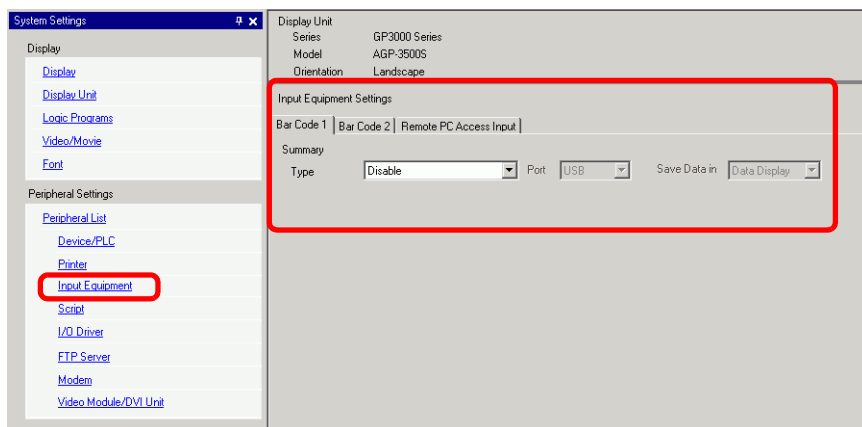 System Settings
Display
Display
Display Unit
Logic Programs
Video/Movie
Font
Peripheral Settings
Peripheral List
Device/PLC
Printer
Input Equipment
Script
I/O Driver
FTP Server
Modem
Video Module/DVI Unit
Display Unit
Series GP3000 Series
Model AGP-3500S
Orientation Landscape
Input Equipment Settings
Bar Code 1 Bar Code 2 Remote PC Access Input
Summary
Type Disable Port USB Save Data in Data Display